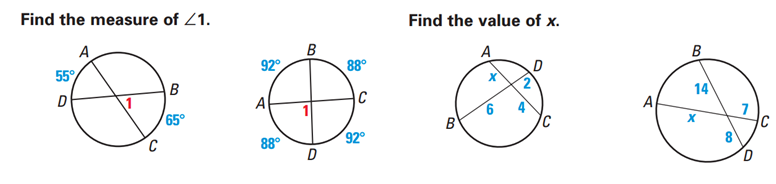 Find the measure of ∠1.
Find the value of x.
A
55°
D
B
1
65°
C
B
92°
88°
A
C
1
88°
92°
D
A
D
x
2
6
4
B
C
B
14
A
7
x
C
8
D